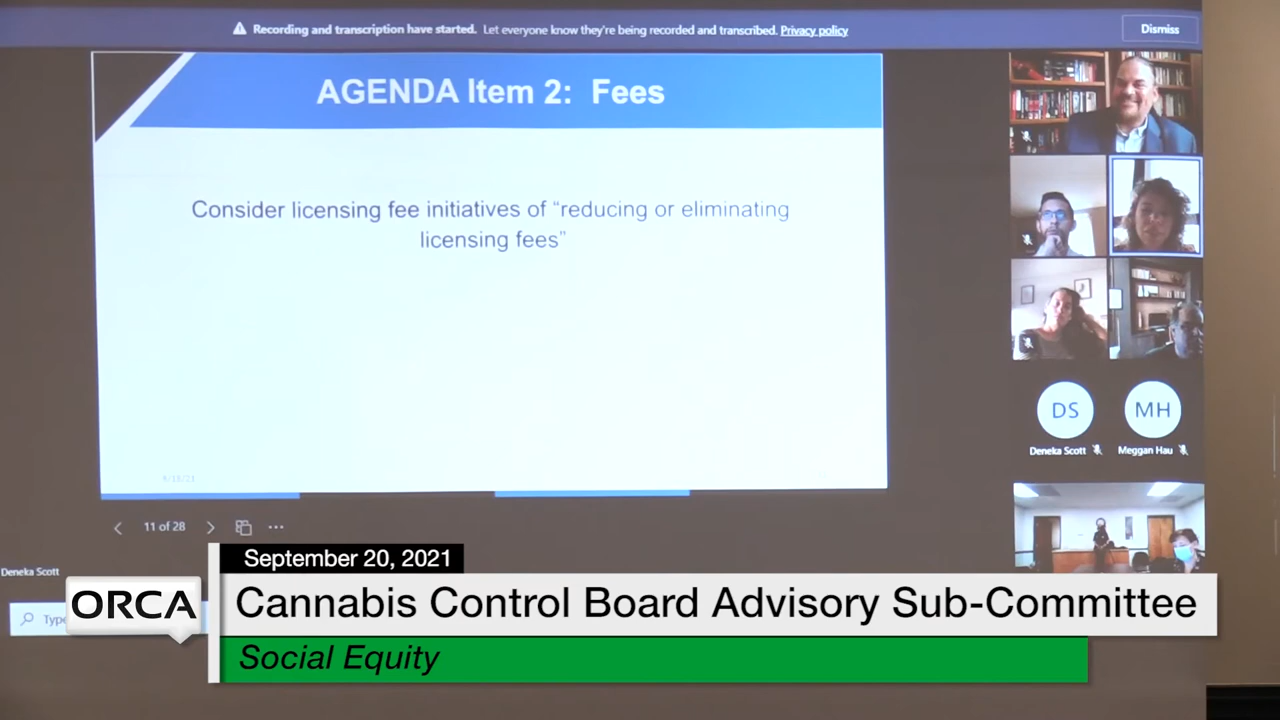 Recording and transcription have started. Let everyone know they're being recorded and transcribed. Privacy policy
Dismiss
AGENDA Item 2: Fees
Consider licensing fee initiatives of “reducing or eliminating
licensing fees”
11 of 28
DS
MH
Deneka Scott
Meggan Hau
Deneka Scott
Type
September 20, 2021
ORCA
Cannabis Control Board Advisory Sub-Committee
Social Equity